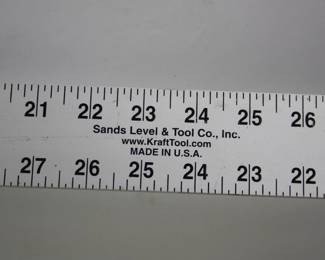 21 22 23 24 25 26
Sands Level & Tool Co., Inc.
www.KraftTool.com
MADE IN U.S.A.
27 26 25 24 23 22